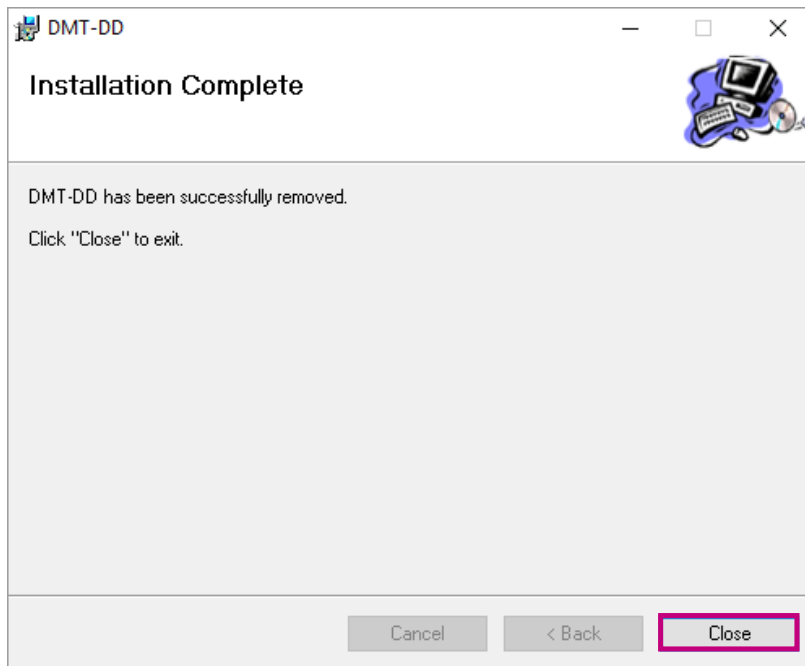 DMT-DD
Installation Complete
DMT-DD has been successfully removed.
Click "Close" to exit.
Cancel
< Back
Close